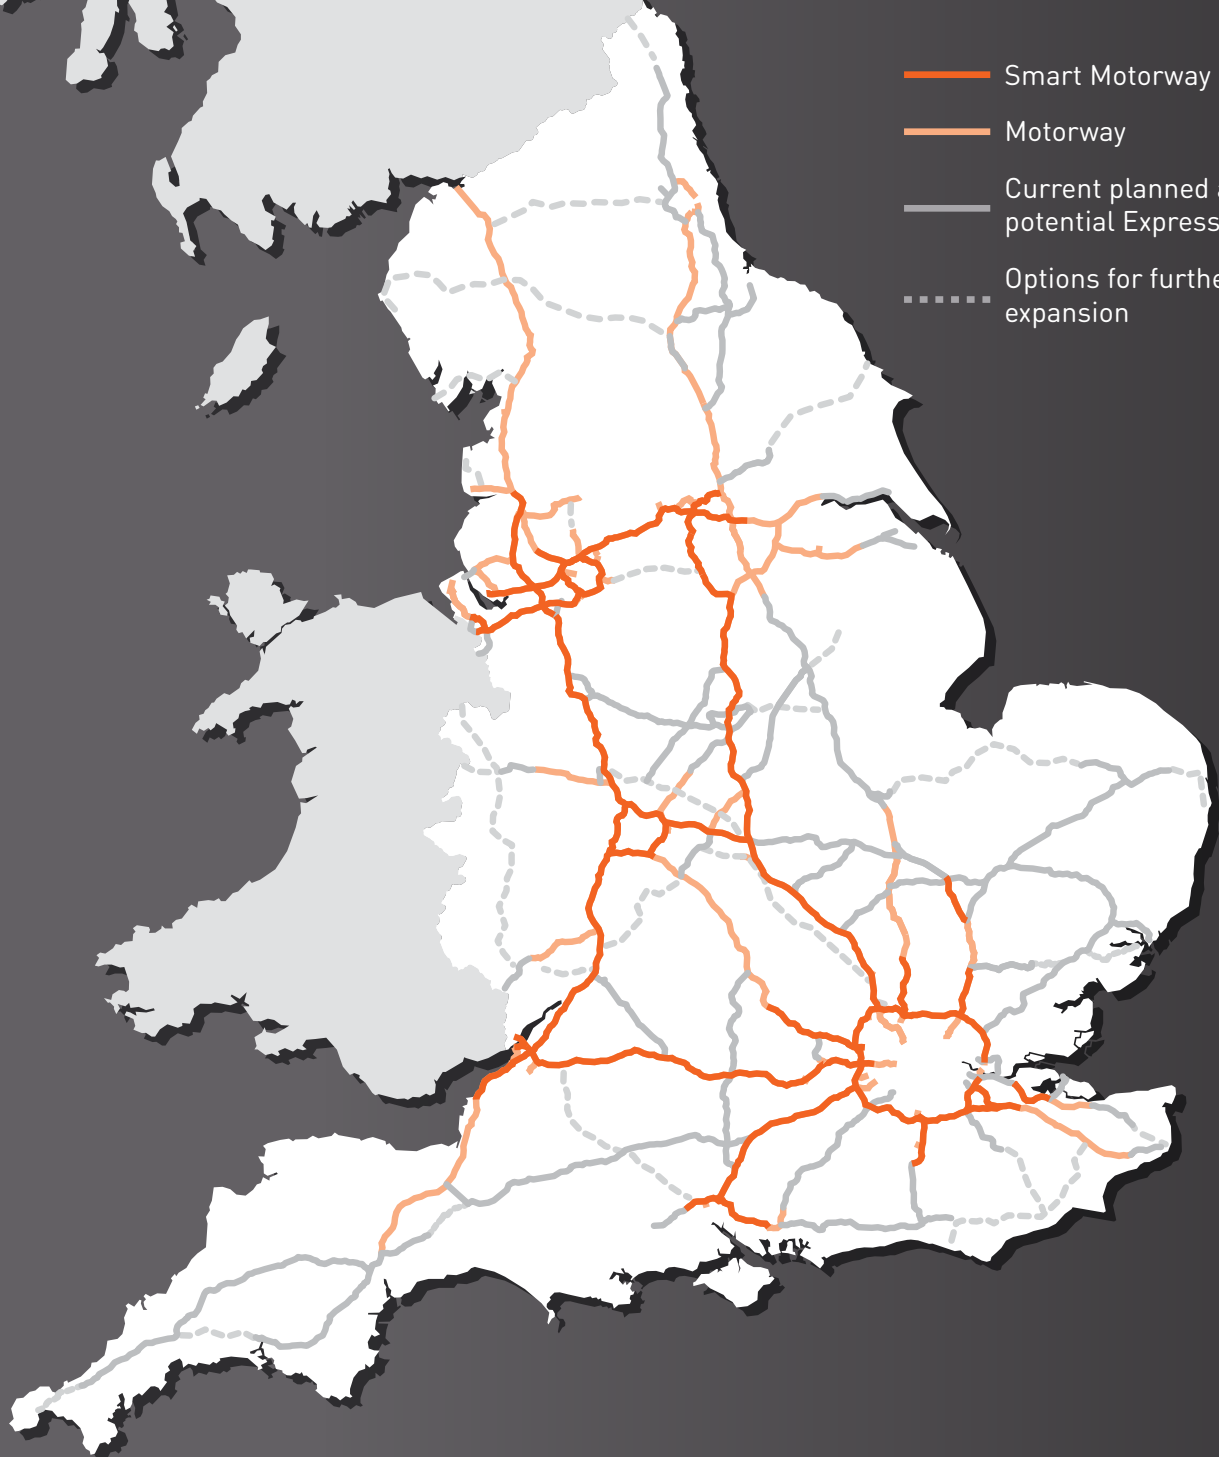 Smart Motorway
Motorway
Current planned
potential Express
Options for furthe
expansion